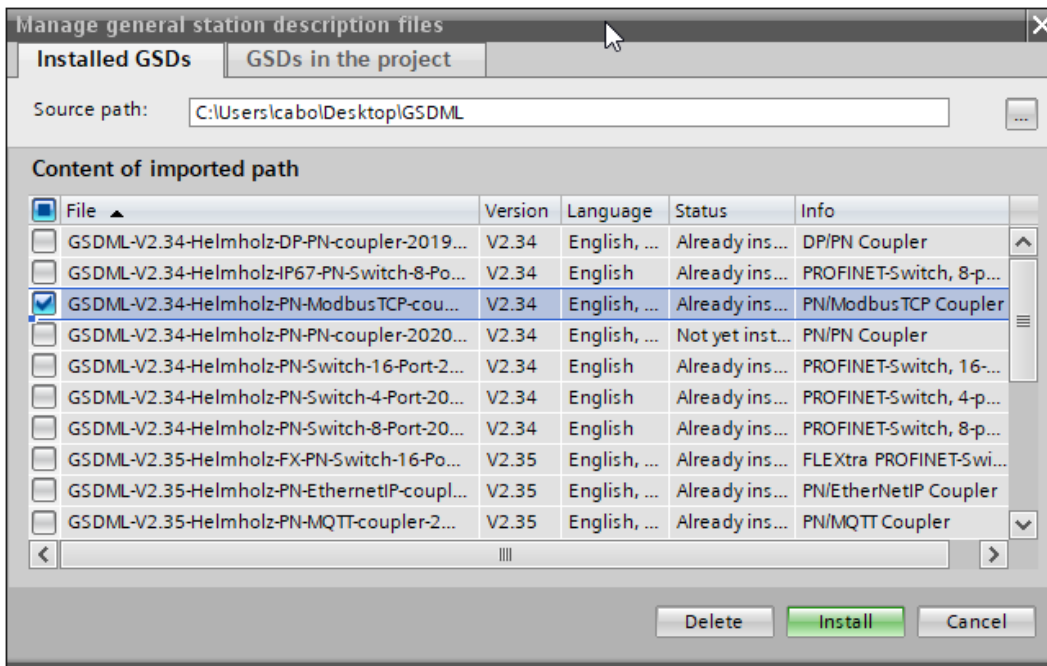 Manage general station description files
Installed GSDs GSDs in the project
Source path: C:\Users\cabo\Desktop\GSDML ...
Content of imported path
File Version Language Status Info
GSDML-V2.34-Helmholz-DP-PN-coupler-2019... V2.34 English, ... Already ins... DP/PN Coupler
GSDML-V2.34-Helmholz-IP67-PN-Switch-8-Po... V2.34 English Already ins... PROFINET-Switch, 8-p...
GSDML-V2.34-Helmholz-PN-ModbusTCP-cou... V2.34 English, ... Already ins... PN/ModbusTCP Coupler
GSDML-V2.34-Helmholz-PN-PN-coupler-2020... V2.34 English, ... Not yet inst... PN/PN Coupler
GSDML-V2.34-Helmholz-PN-Switch-16-Port-2... V2.34 English Already ins... PROFINET-Switch, 16-...
GSDML-V2.34-Helmholz-PN-Switch-4-Port-20... V2.34 English Already ins... PROFINET-Switch, 4-p...
GSDML-V2.34-Helmholz-PN-Switch-8-Port-20... V2.34 English Already ins... PROFINET-Switch, 8-p...
GSDML-V2.35-Helmholz-FX-PN-Switch-16-Po... V2.35 English, ... Already ins... FLEXtra PROFINET-Swi...
GSDML-V2.35-Helmholz-PN-EthernetIP-coupl... V2.35 English, ... Already ins... PN/EtherNetIP Coupler
GSDML-V2.35-Helmholz-PN-MQTT-coupler-2... V2.35 English, ... Already ins... PN/MQTT Coupler
Delete Install Cancel